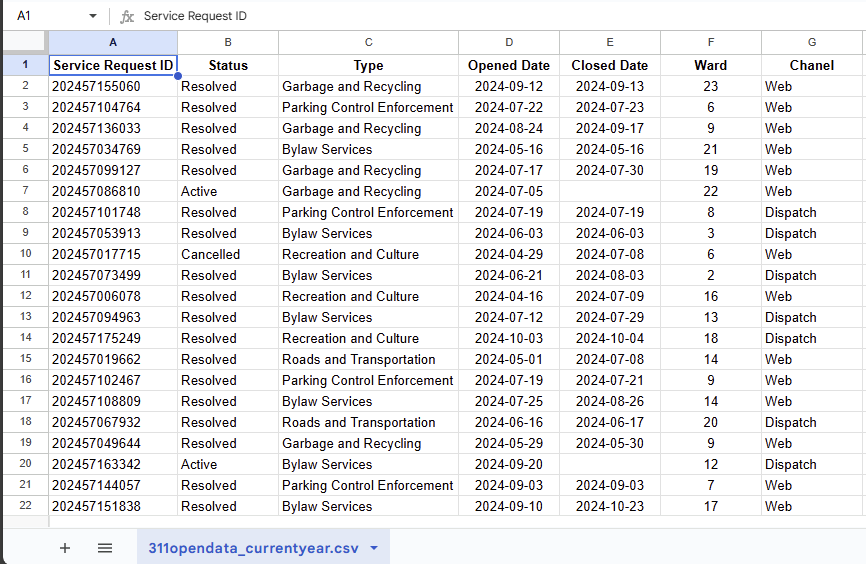 A1 fx Service Request ID
A B C D E F G
1 Service Request ID Status Type Opened Date Closed Date Ward Chanel
2 202457155060 Resolved Garbage and Recycling 2024-09-12 2024-09-13 23 Web
3 202457104764 Resolved Parking Control Enforcement 2024-07-22 2024-07-23 6 Web
4 202457136033 Resolved Garbage and Recycling 2024-08-24 2024-09-17 9 Web
5 202457034769 Resolved Bylaw Services 2024-05-16 2024-05-16 21 Web
6 202457099127 Resolved Garbage and Recycling 2024-07-17 2024-07-30 19 Web
7 202457086810 Active Garbage and Recycling 2024-07-05 22 Web
8 202457101748 Resolved Parking Control Enforcement 2024-07-19 2024-07-19 8 Dispatch
9 202457053913 Resolved Bylaw Services 2024-06-03 2024-06-03 3 Dispatch
10 202457017715 Cancelled Recreation and Culture 2024-04-29 2024-07-08 6 Web
11 202457073499 Resolved Bylaw Services 2024-06-21 2024-08-03 2 Dispatch
12 202457006078 Resolved Recreation and Culture 2024-04-16 2024-07-09 16 Web
13 202457094963 Resolved Bylaw Services 2024-07-12 2024-07-29 13 Dispatch
14 202457175249 Resolved Recreation and Culture 2024-10-03 2024-10-04 18 Dispatch
15 202457019662 Resolved Roads and Transportation 2024-05-01 2024-07-08 14 Web
16 202457102467 Resolved Parking Control Enforcement 2024-07-19 2024-07-21 9 Web
17 202457108809 Resolved Bylaw Services 2024-07-25 2024-08-26 14 Web
18 202457067932 Resolved Roads and Transportation 2024-06-16 2024-06-17 20 Dispatch
19 202457049644 Resolved Garbage and Recycling 2024-05-29 2024-05-30 9 Web
20 202457163342 Active Bylaw Services 2024-09-20 12 Dispatch
21 202457144057 Resolved Parking Control Enforcement 2024-09-03 2024-09-03 7 Web
22 202457151838 Resolved Bylaw Services 2024-09-10 2024-10-23 17 Web
311opendata_currentyear.csv